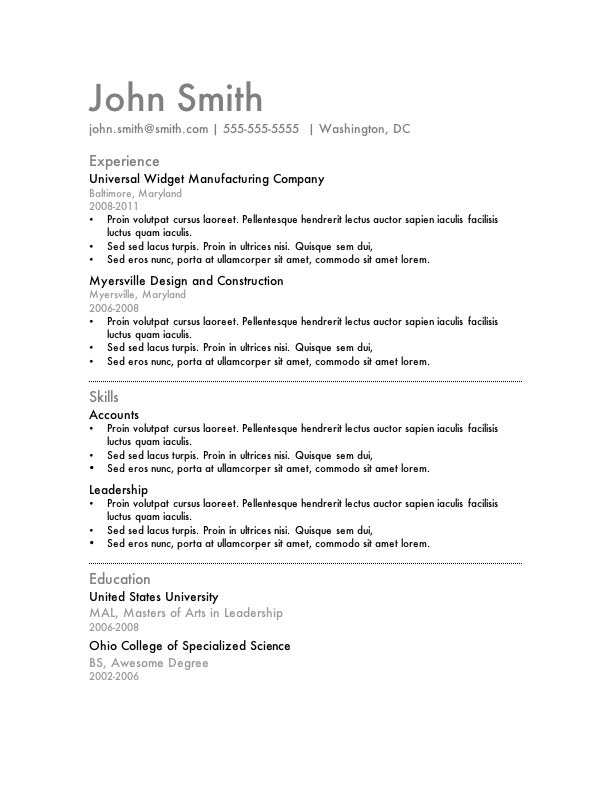 John Smith
john.smith@smith.com | 555-555-5555 | Washington, DC
Experience
Universal Widget Manufacturing Company
Baltimore, Maryland
2008-2011
• Proin volutpat cursus laoreet. Pellentesque hendrerit lectus auctor sapien iaculis facilisis
luctus quam iaculis.
• Sed sed lacus turpis. Proin in ultrices nisi. Quisque sem dui,
• Sed eros nunc, porta at ullamcorper sit amet, commodo sit amet lorem.
Myersville Design and Construction
Myersville, Maryland
2006-2008
• Proin volutpat cursus laoreet. Pellentesque hendrerit lectus auctor sapien iaculis facilisis
luctus quam iaculis.
• Sed sed lacus turpis. Proin in ultrices nisi. Quisque sem dui,
• Sed eros nunc, porta at ullamcorper sit amet, commodo sit amet lorem.
Skills
Accounts
• Proin volutpat cursus laoreet. Pellentesque hendrerit lectus auctor sapien iaculis facilisis
luctus quam iaculis.
• Sed sed lacus turpis. Proin in ultrices nisi. Quisque sem dui,
• Sed eros nunc, porta at ullamcorper sit amet, commodo sit amet lorem.
Leadership
• Proin volutpat cursus laoreet. Pellentesque hendrerit lectus auctor sapien iaculis facilisis
luctus quam iaculis.
• Sed sed lacus turpis. Proin in ultrices nisi. Quisque sem dui,
• Sed eros nunc, porta at ullamcorper sit amet, commodo sit amet lorem.
Education
United States University
MAL, Masters of Arts in Leadership
2006-2008
Ohio College of Specialized Science
BS, Awesome Degree
2002-2006